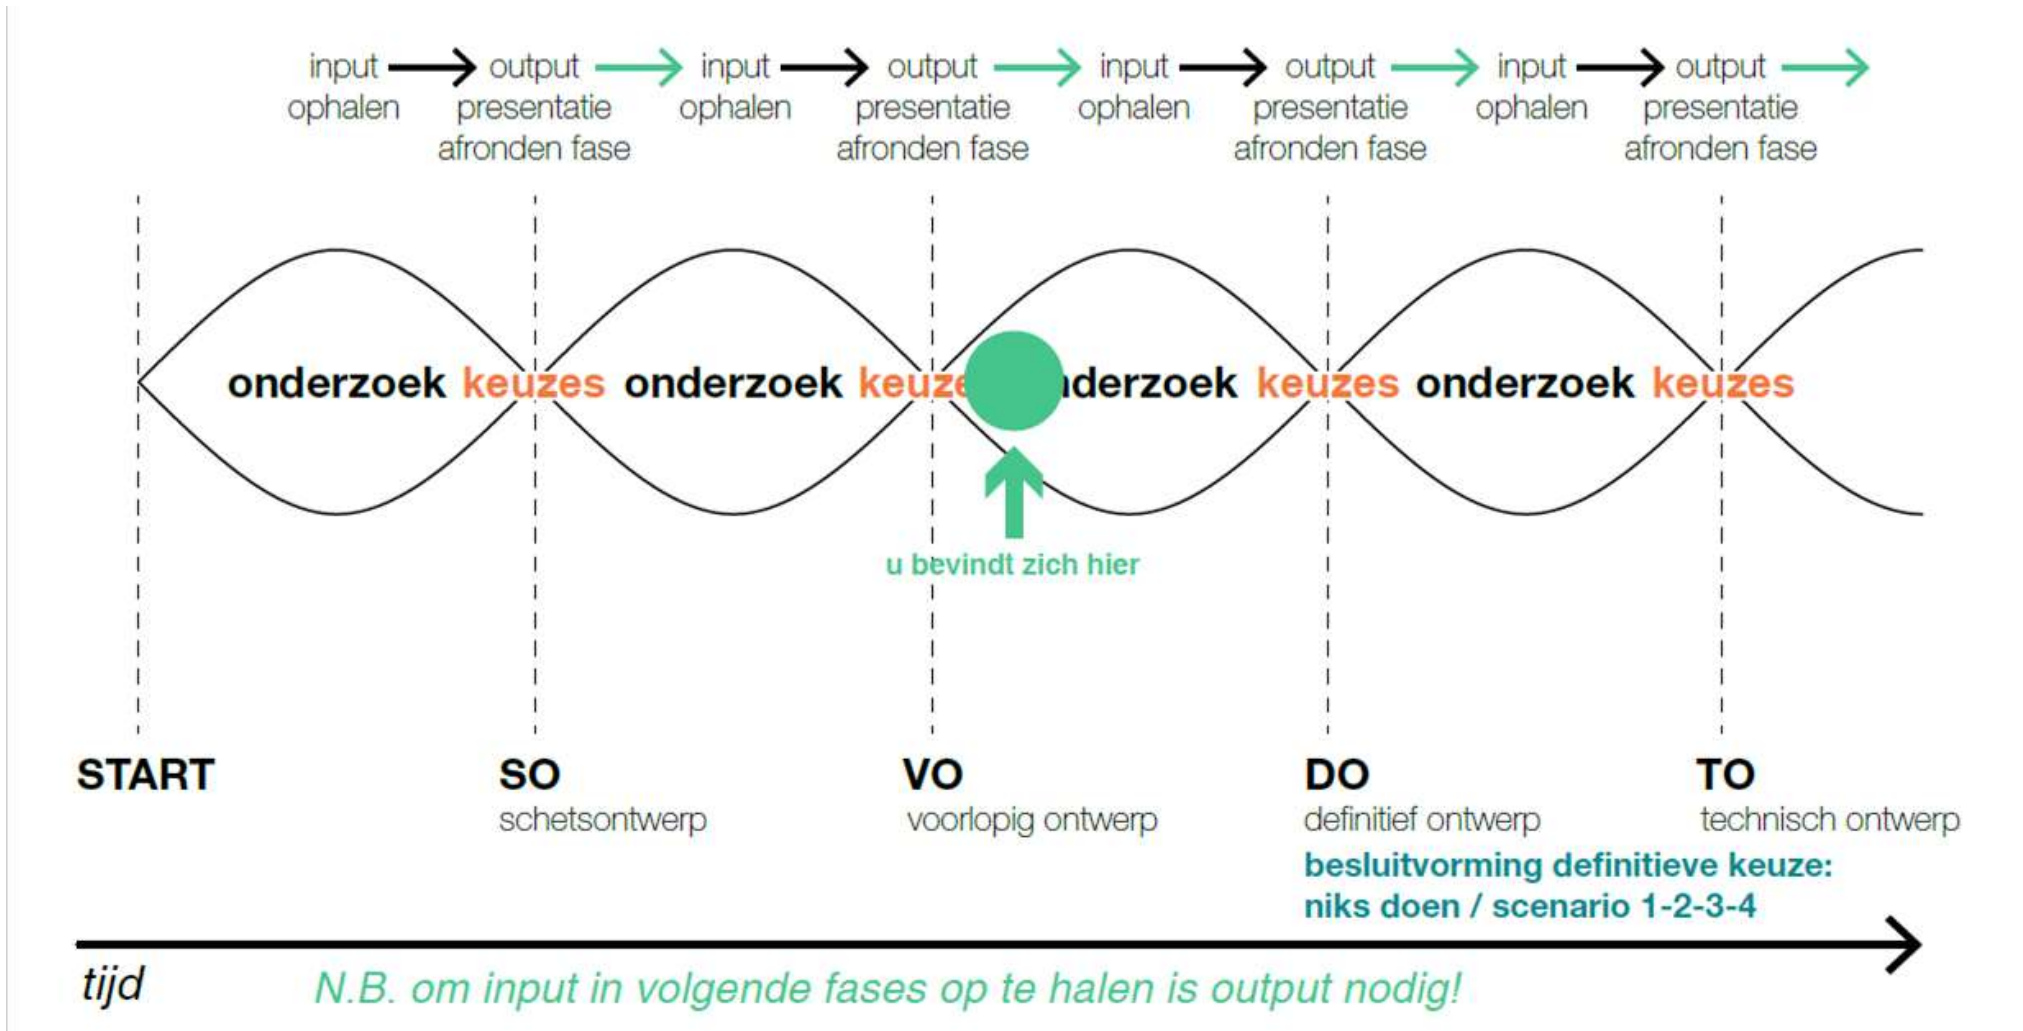 input output input output input output input output
ophalen presentatie ophalen presentatie ophalen presentatie ophalen presentatie
afronden fase afronden fase afronden fase afronden fase
onderzoek keuzes onderzoek keuze nderzoek keuzes onderzoek keuzes
u bevindt zich hier
START SO VO DO TO
schetsontwerp voorlopig ontwerp definitief ontwerp technisch ontwerp
besluitvorming definitieve keuze:
niks doen / scenario 1-2-3-4
tijd N.B. om input in volgende fases op te halen is output nodig!